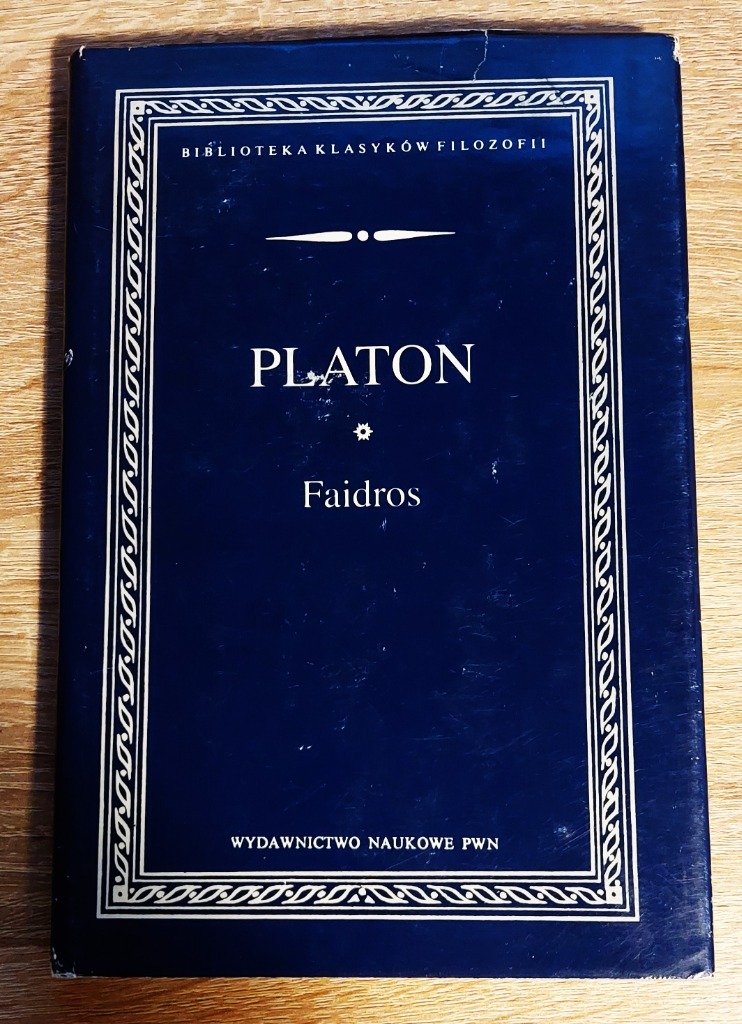 BIBLIOTEKA KLASYKÓW FILOZOFII
PLATON
Faidros
WYDAWNICTWO NAUKOWE PWN